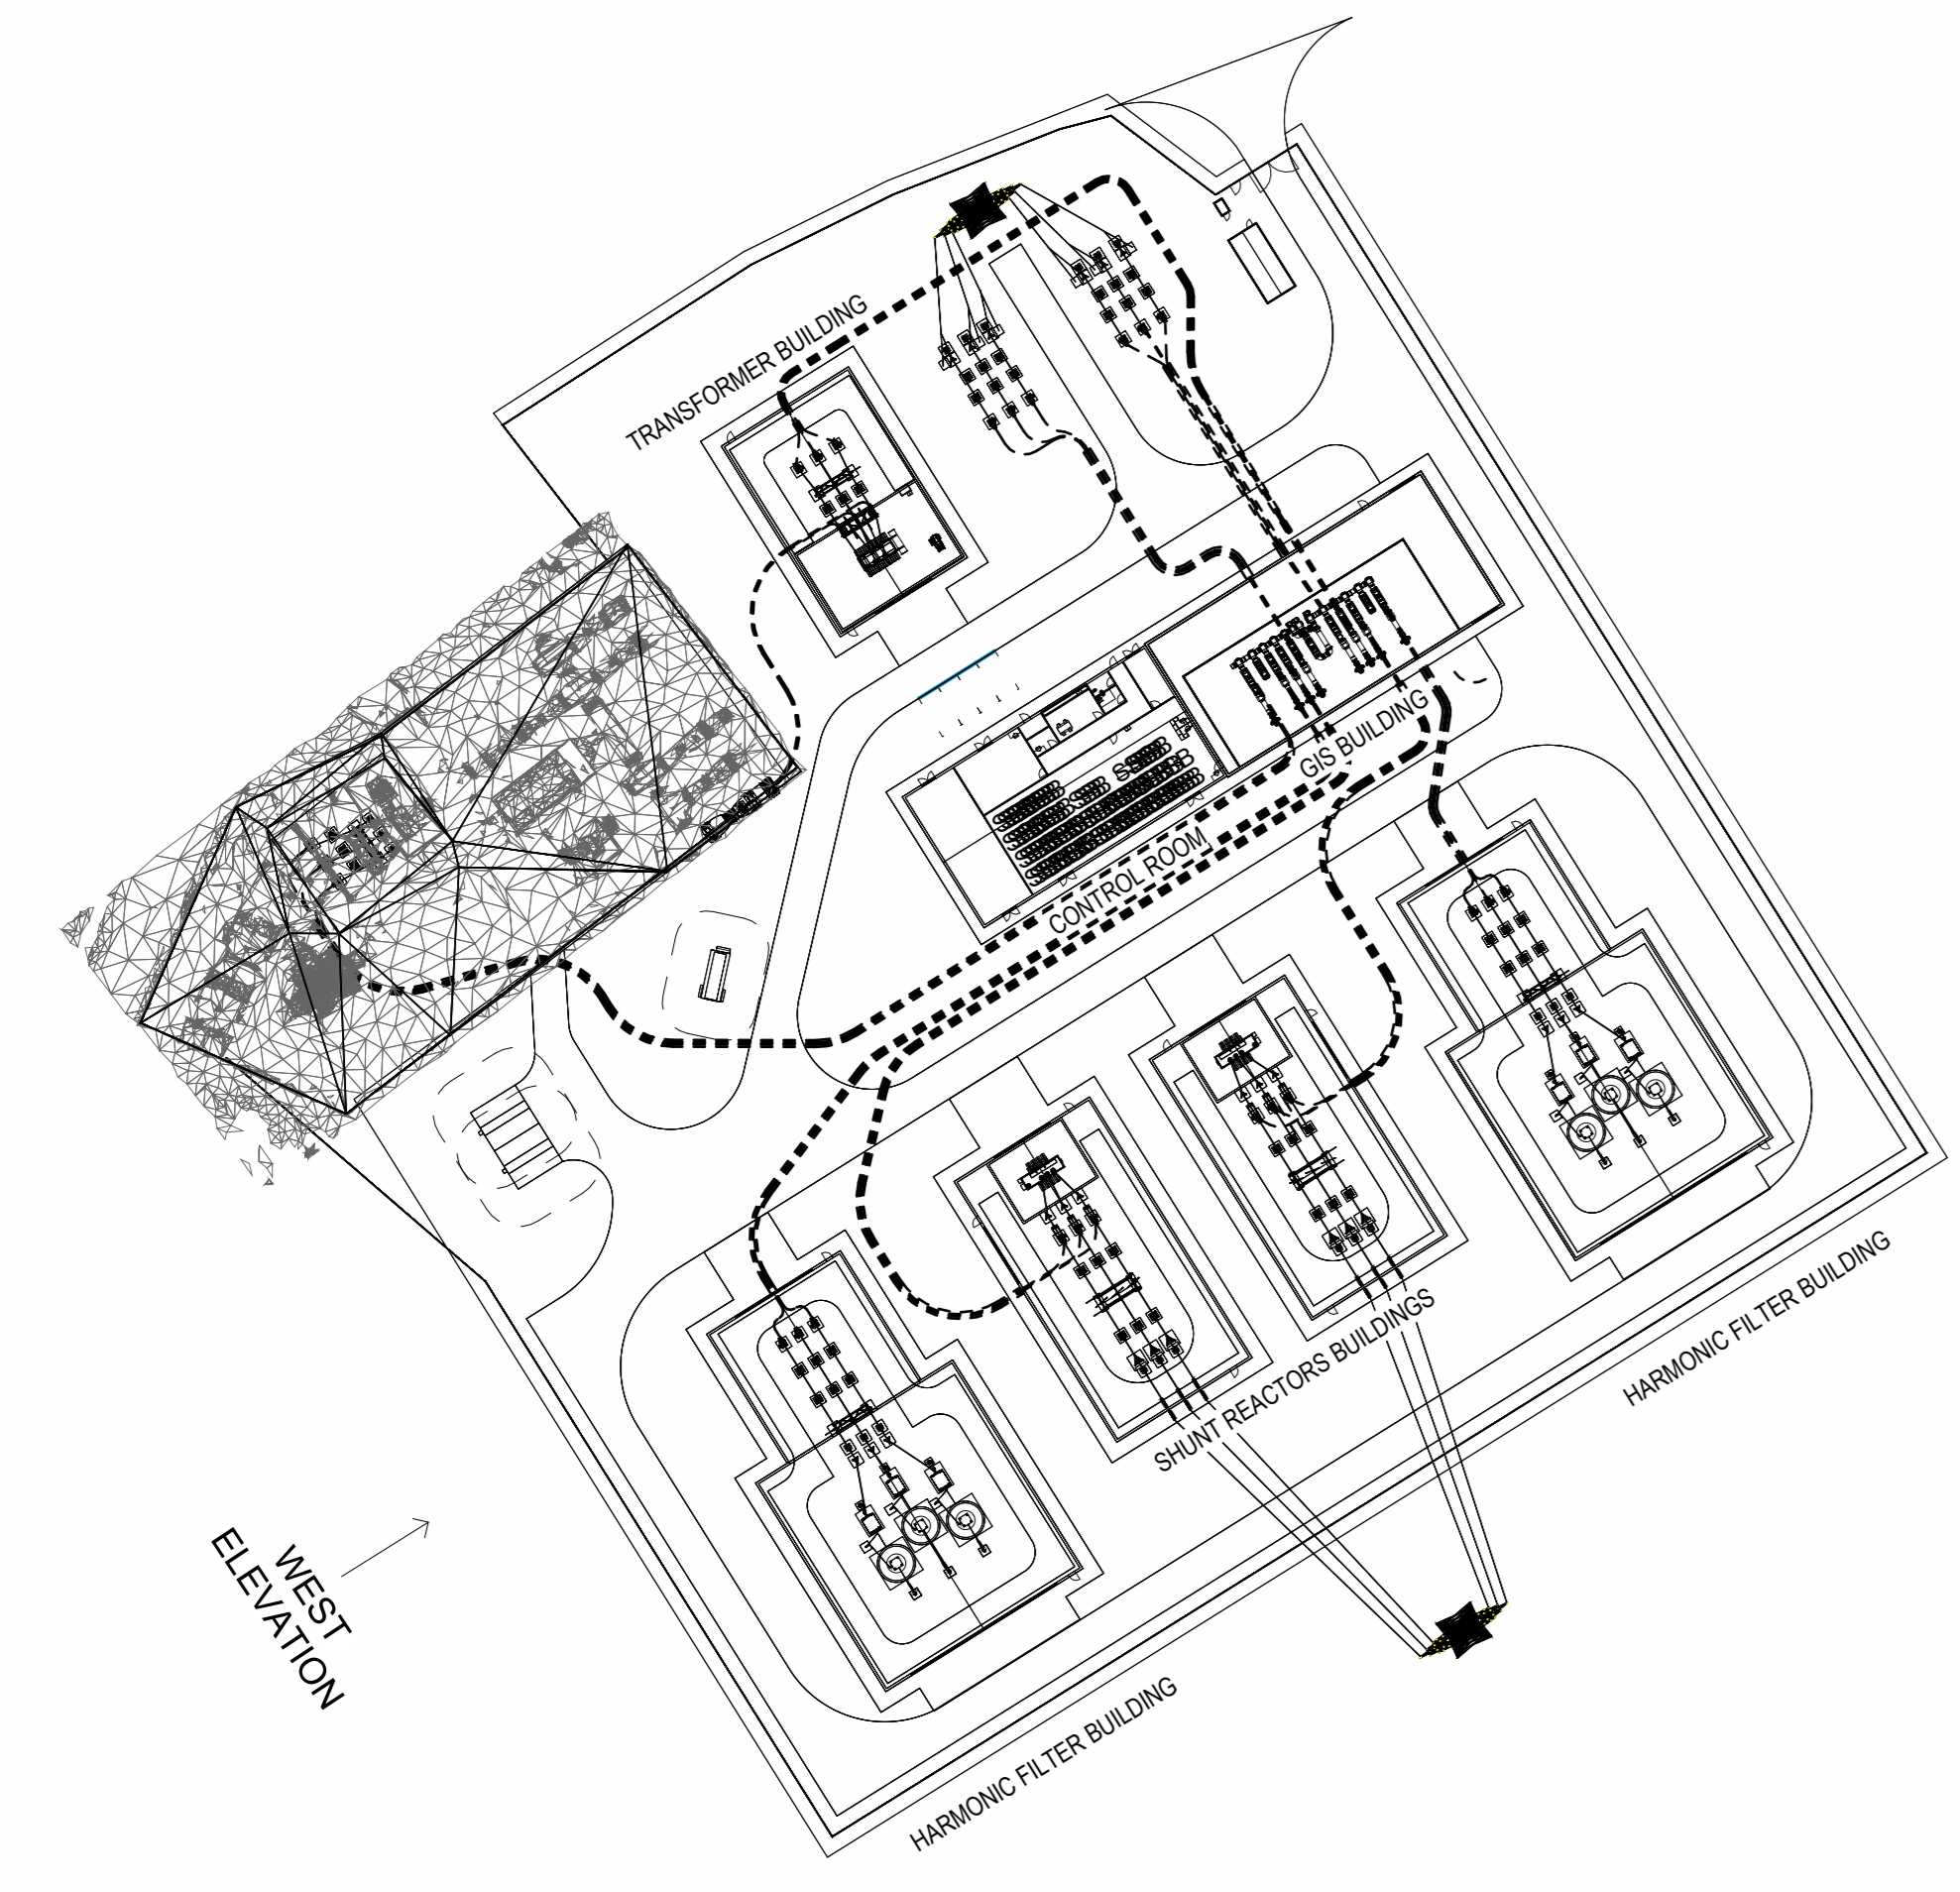 TRANSFORMER BUILDING
GIS BUILDING
CONTROL ROOM
SHUNT REACTORS BUILDINGS
HARMONIC FILTER BUILDING
HARMONIC FILTER BUILDING
WEST
ELEVATION